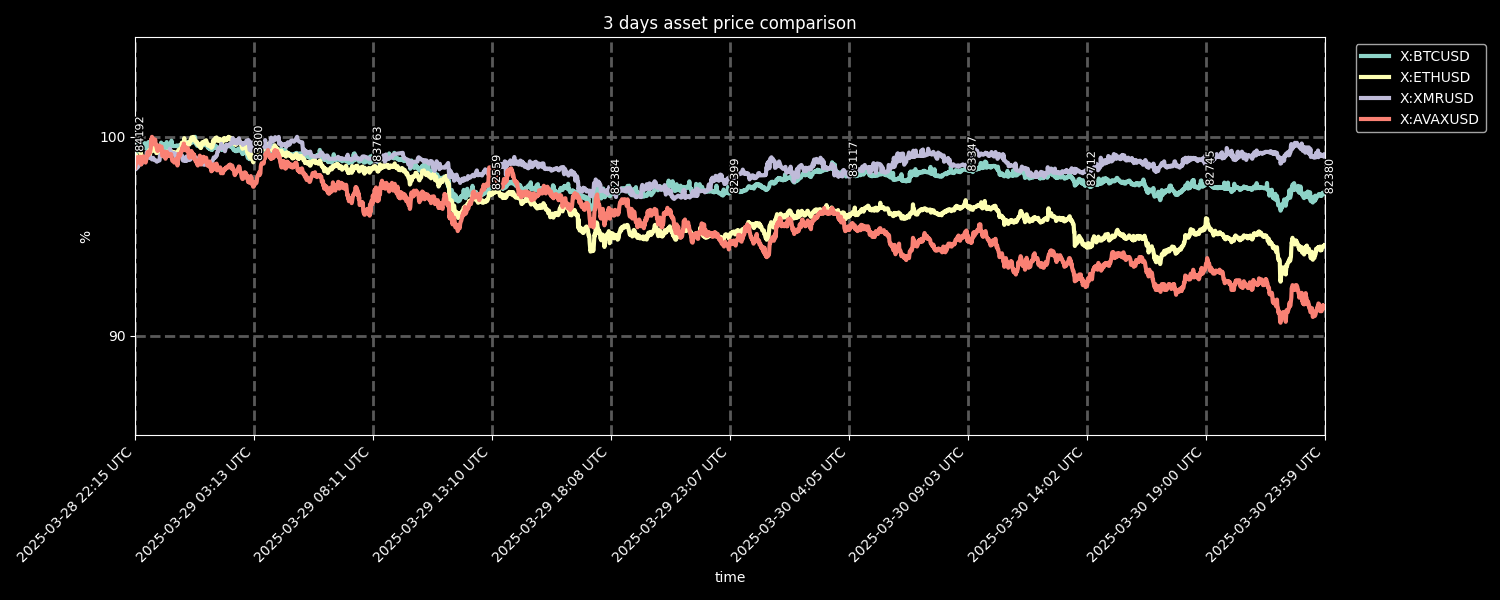 3 days asset price comparison
X:BTCUSD
X:ETHUSD
X:XMRUSD
X:AVAXUSD
100
90
%
84192
83800
83763
82559
82384
82399
83117
83347
82712
82745
82380
2025-03-28 22:15 UTC
2025-03-29 03:13 UTC
2025-03-29 08:11 UTC
2025-03-29 13:10 UTC
2025-03-29 18:08 UTC
2025-03-29 23:07 UTC
2025-03-30 04:05 UTC
2025-03-30 09:03 UTC
2025-03-30 14:02 UTC
2025-03-30 19:00 UTC
2025-03-30 23:59 UTC
time